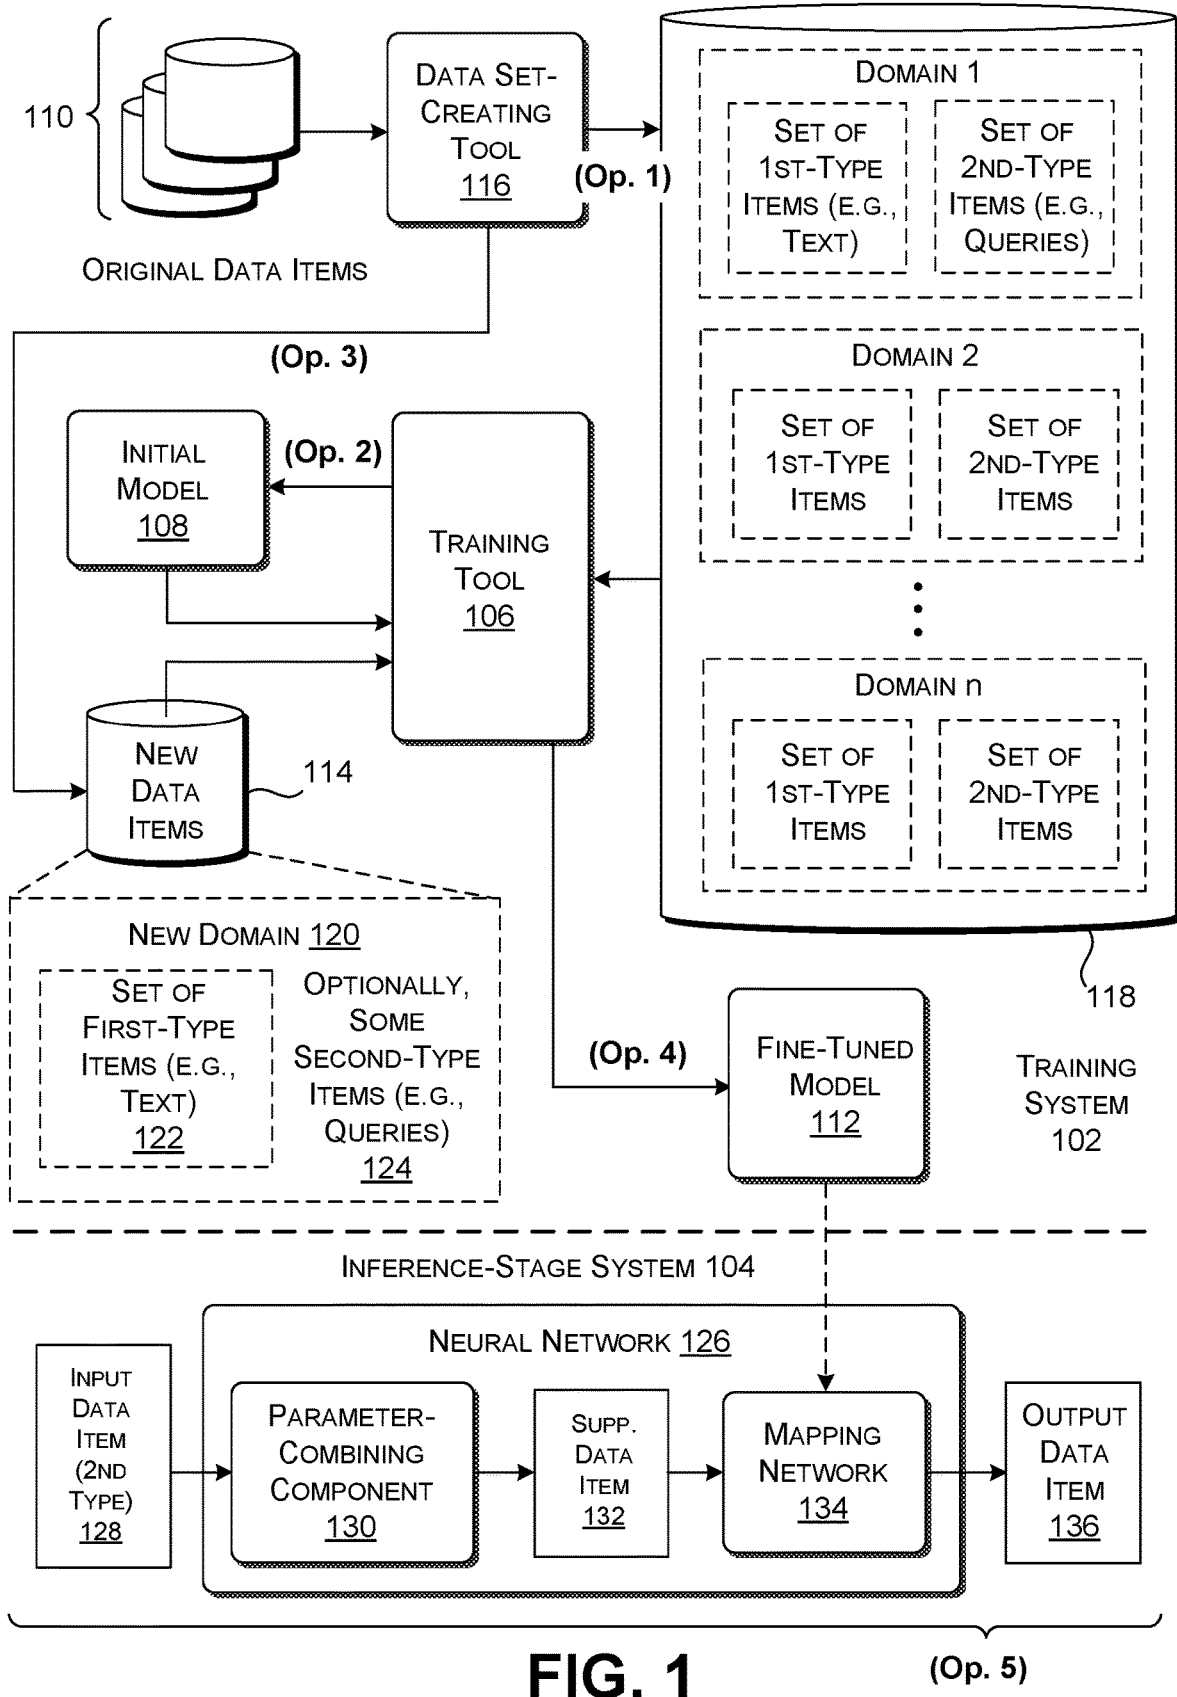 110
ORIGINAL DATA ITEMS
DATA SET-
CREATING
TOOL
116
(Op. 1)
DOMAIN 1
SET OF
1ST-TYPE
ITEMS (E.G.,
TEXT)
SET OF
2ND-TYPE
ITEMS (E.G.,
QUERIES)
(Op. 3)
DOMAIN 2
SET OF
1ST-TYPE
ITEMS
SET OF
2ND-TYPE
ITEMS
INITIAL
MODEL
108
(Op. 2)
TRAINING
TOOL
106
DOMAIN n
SET OF
1ST-TYPE
ITEMS
SET OF
2ND-TYPE
ITEMS
NEW
DATA
ITEMS
114
118
NEW DOMAIN 120
SET OF
FIRST-TYPE
ITEMS (E.G.,
TEXT)
122
OPTIONALLY,
SOME
SECOND-TYPE
ITEMS (E.G.,
QUERIES)
124
(Op. 4)
FINE-TUNED
MODEL
112
TRAINING
SYSTEM
102
INFERENCE-STAGE SYSTEM 104
NEURAL NETWORK 126
INPUT
DATA
ITEM
(2ND
TYPE)
128
PARAMETER-
COMBINING
COMPONENT
130
SUPP.
DATA
ITEM
132
MAPPING
NETWORK
134
OUTPUT
DATA
ITEM
136
(Op. 5)
FIG. 1